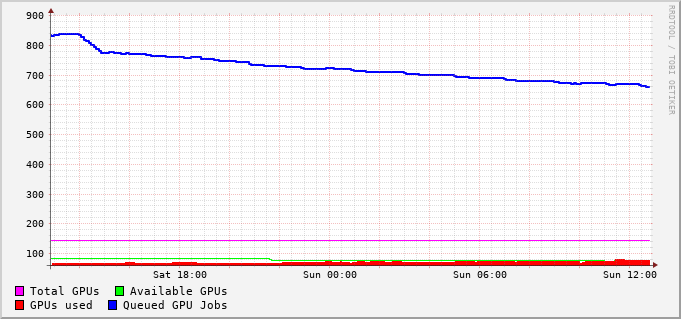 900
800
700
600
500
400
300
200
100
Sat 18:00 Sun 00:00 Sun 06:00 Sun 12:00
Total GPUs Available GPUs
GPUs used Queued GPU Jobs
RRDTOOL / TOBI OETIKER